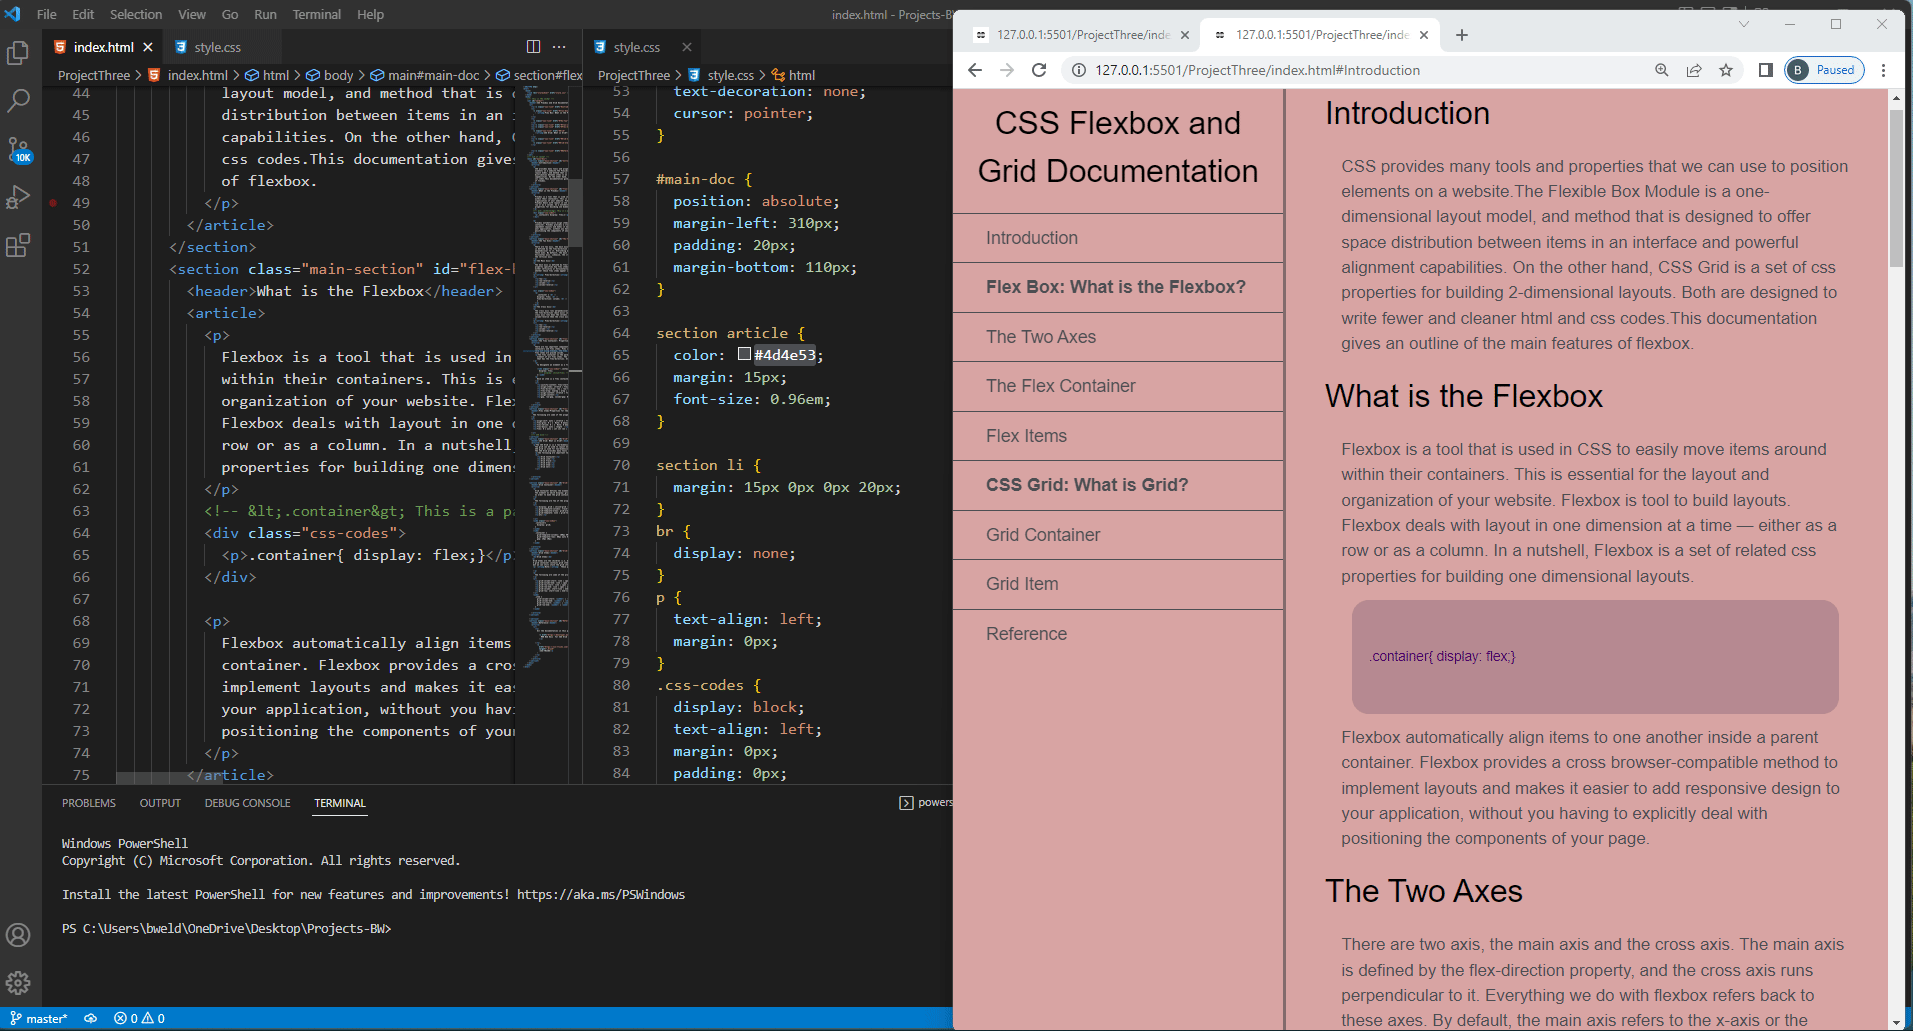 File Edit Selection View Go Run Terminal Help
index.html - Projects-BW
index.html
style.css
ProjectThree > index.html > html > body > main#main-doc > section#flex
44 layout model, and method that is
45 distribution between items in an
46 capabilities. On the other hand,
47 css codes.This documentation gives
48 of flexbox.
49 </p>
50 </article>
51 </section>
52 <section class="main-section" id="flex-
53 <header>What is the Flexbox</header>
54 <article>
55 <p>
56 Flexbox is a tool that is used in
57 within their containers. This is
58 organization of your website.
59 Flexbox deals with layout in one
60 row or as a column. In a nutshell
61 properties for building one
62 </p>
63 <!-- &lt;.container&gt; This is a
64 <div class="css-codes">
65 <p>.container{ display: flex;}</p
66 </div>
67
68 <p>
69 Flexbox automatically align items
70 container. Flexbox provides a
71 implement layouts and makes it
72 your application, without you
73 positioning the components of
74 </p>
75 </article>
style.css
ProjectThree > style.css > html
53 text-decoration: none;
54 cursor: pointer;
55 }
56
57 #main-doc {
58 position: absolute;
59 margin-left: 310px;
60 padding: 20px;
61 margin-bottom: 110px;
62 }
63
64 section article {
65 color: #4d4e53;
66 margin: 15px;
67 font-size: 0.96em;
68 }
69
70 section li {
71 margin: 15px 0px 0px 20px;
72 }
73 br {
74 display: none;
75 }
76 p {
77 text-align: left;
78 margin: 0px;
79 }
80 .css-codes {
81 display: block;
82 text-align: left;
83 margin: 0px;
84 padding: 0px;
PROBLEMS OUTPUT DEBUG CONSOLE TERMINAL
powers
Windows PowerShell
Copyright (C) Microsoft Corporation. All rights reserved.
Install the latest PowerShell for new features and improvements! https://aka.ms/PSWindows
PS C:\Users\bweld\OneDrive\Desktop\Projects-BW>
10K
master* 0 0
127.0.0.1:5501/ProjectThree/inde
127.0.0.1:5501/ProjectThree/inde
127.0.0.1:5501/ProjectThree/index.html#Introduction
B Paused
CSS Flexbox and
Grid Documentation
Introduction
Flex Box: What is the Flexbox?
The Two Axes
The Flex Container
Flex Items
CSS Grid: What is Grid?
Grid Container
Grid Item
Reference
Introduction
CSS provides many tools and properties that we can use to position
elements on a website.The Flexible Box Module is a one-
dimensional layout model, and method that is designed to offer
space distribution between items in an interface and powerful
alignment capabilities. On the other hand, CSS Grid is a set of css
properties for building 2-dimensional layouts. Both are designed to
write fewer and cleaner html and css codes.This documentation
gives an outline of the main features of flexbox.
What is the Flexbox
Flexbox is a tool that is used in CSS to easily move items around
within their containers. This is essential for the layout and
organization of your website. Flexbox is tool to build layouts.
Flexbox deals with layout in one dimension at a time — either as a
row or as a column. In a nutshell, Flexbox is a set of related css
properties for building one dimensional layouts.
.container{ display: flex;}
Flexbox automatically align items to one another inside a parent
container. Flexbox provides a cross browser-compatible method to
implement layouts and makes it easier to add responsive design to
your application, without you having to explicitly deal with
positioning the components of your page.
The Two Axes
There are two axis, the main axis and the cross axis. The main axis
is defined by the flex-direction property, and the cross axis runs
perpendicular to it. Everything we do with flexbox refers back to
these axes. By default, the main axis refers to the x-axis or the